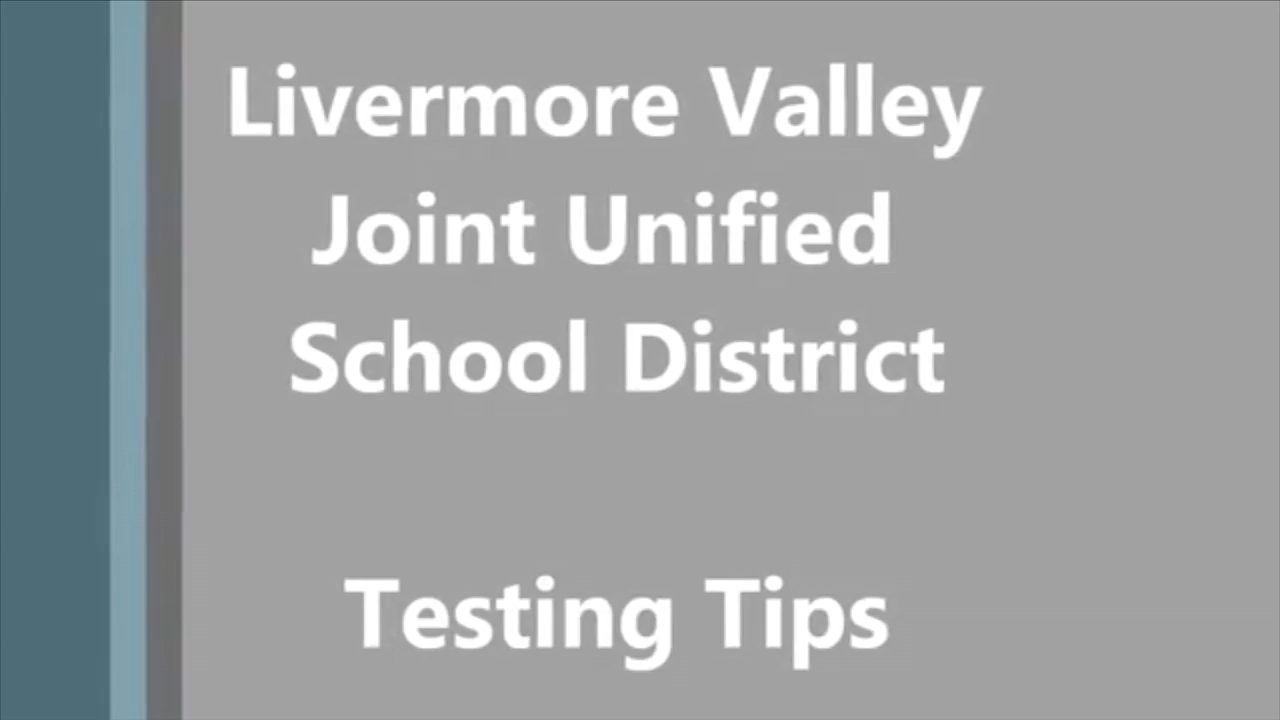 Livermore Valley
Joint Unified
School District
Testing Tips